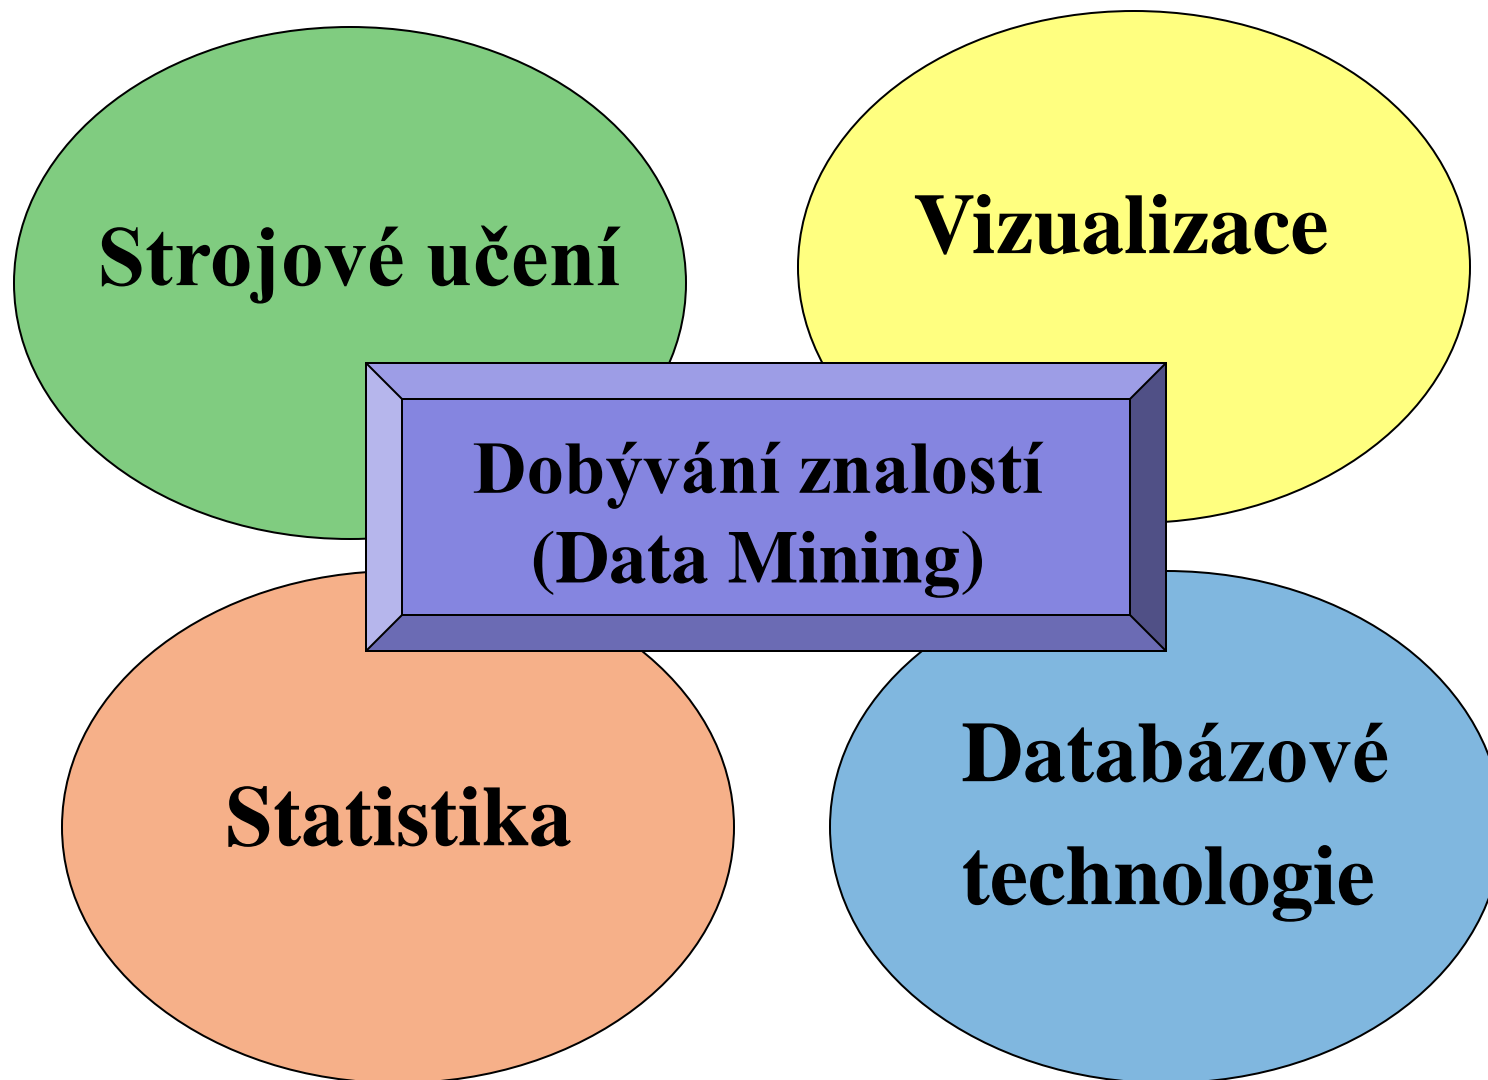 Strojové učení
Vizualizace
Dobývání znalostí
(Data Mining)
Statistika
Databázové
technologie